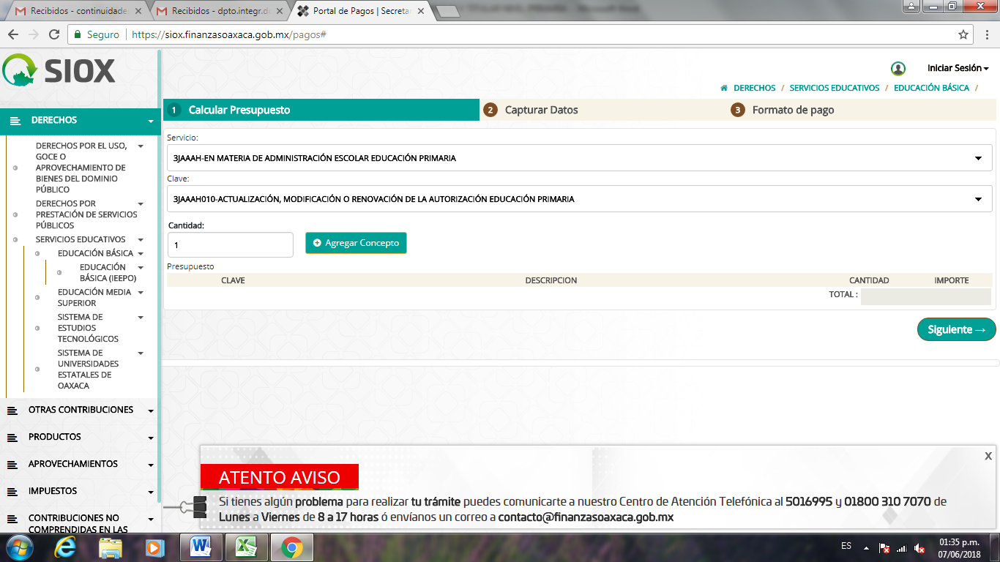 Recibidos - continuidade
Recibidos - dpto.integr.d
Portal de Pagos | Secreta
Seguro
https://siox.finanzasoaxaca.gob.mx/pagos#
SIOX
Iniciar Sesión
DERECHOS / SERVICIOS EDUCATIVOS / EDUCACIÓN BÁSICA /
DERECHOS
DERECHOS POR EL USO,
GOCE O
APROVECHAMIENTO DE
BIENES DEL DOMINIO
PÚBLICO
DERECHOS POR
PRESTACIÓN DE SERVICIOS
PÚBLICOS
SERVICIOS EDUCATIVOS
EDUCACIÓN BÁSICA
EDUCACIÓN
BÁSICA (IEEPO)
EDUCACIÓN MEDIA
SUPERIOR
SISTEMA DE
ESTUDIOS
TECNOLÓGICOS
SISTEMA DE
UNIVERSIDADES
ESTATALES DE
OAXACA
OTRAS CONTRIBUCIONES
PRODUCTOS
APROVECHAMIENTOS
IMPUESTOS
CONTRIBUCIONES NO
COMPRENDIDAS EN LAS
1 Calcular Presupuesto
2 Capturar Datos
3 Formato de pago
Servicio:
3JAAAH-EN MATERIA DE ADMINISTRACIÓN ESCOLAR EDUCACIÓN PRIMARIA
Clave:
3JAAAH010-ACTUALIZACIÓN, MODIFICACIÓN O RENOVACIÓN DE LA AUTORIZACIÓN EDUCACIÓN PRIMARIA
Cantidad:
1
Agregar Concepto
Presupuesto
CLAVE DESCRIPCION CANTIDAD IMPORTE
TOTAL :
Siguiente →
X
ATENTO AVISO
Si tienes algún problema para realizar tu trámite puedes comunicarte a nuestro Centro de Atención Telefónica al 5016995 y 01800 310 7070 de
Lunes a Viernes de 8 a 17 horas ó envíanos un correo a contacto@finanzasoaxaca.gob.mx
ES
01:35 p.m.
07/06/2018